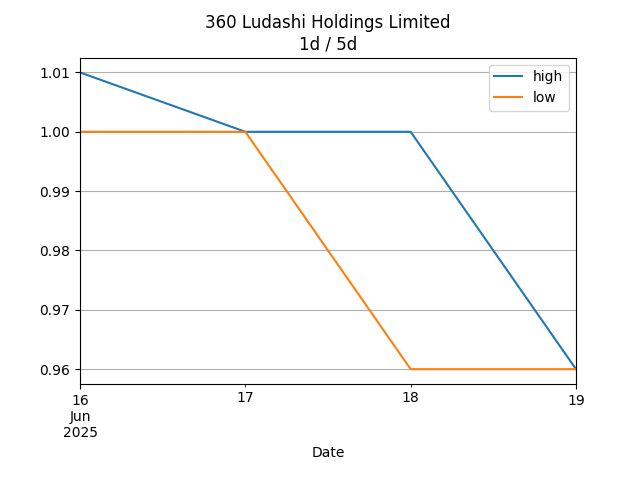 360 Ludashi Holdings Limited
1d / 5d
high
low
1.01
1.00
0.99
0.98
0.97
0.96
16 17 18 19
Jun
2025
Date